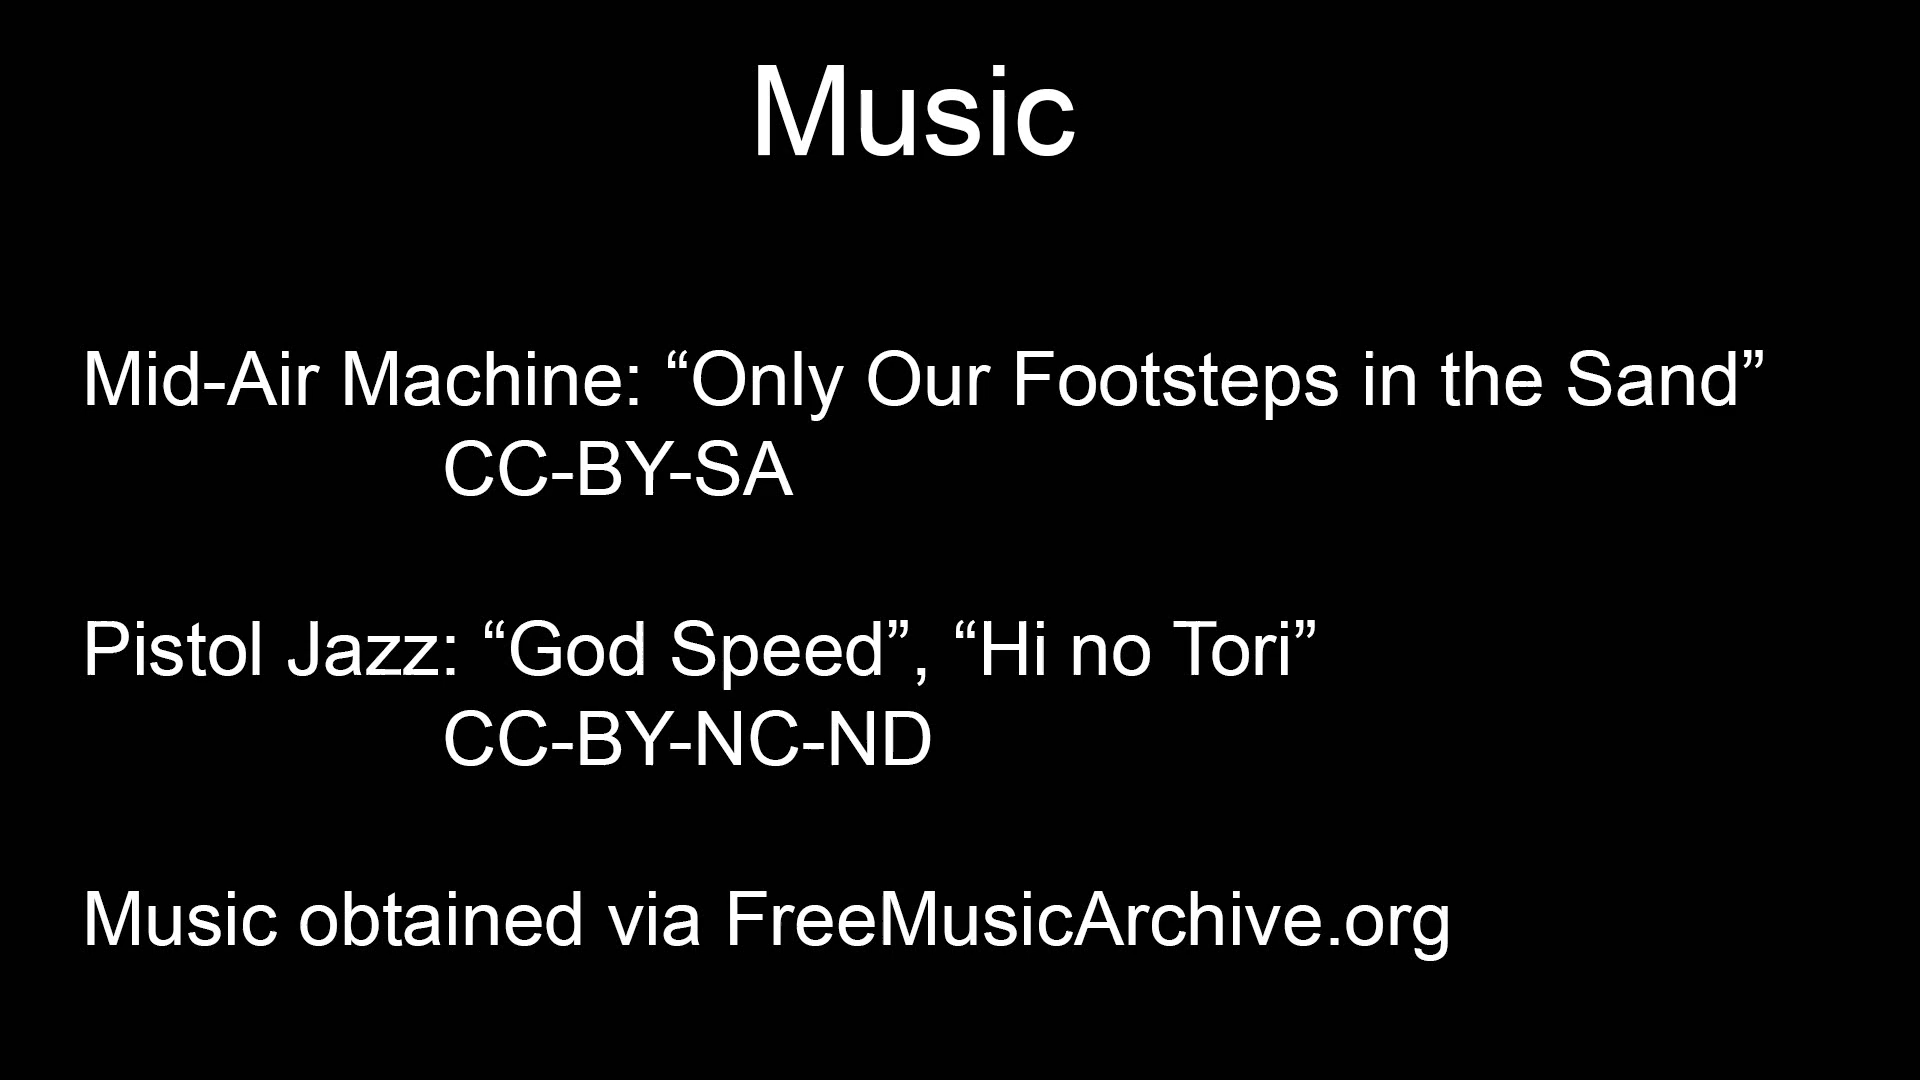 Music
Mid-Air Machine: “Only Our Footsteps in the Sand”
CC-BY-SA
Pistol Jazz: “God Speed”, “Hi no Tori”
CC-BY-NC-ND
Music obtained via FreeMusicArchive.org